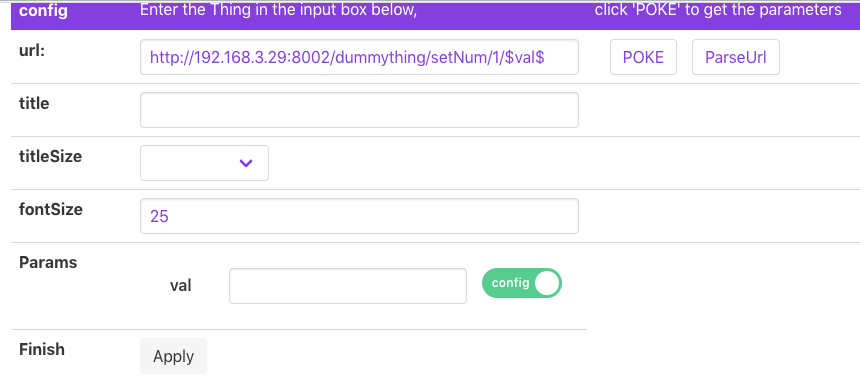 config Enter the Thing in the input box below, click 'POKE' to get the parameters
url: http://192.168.3.29:8002/dummything/setNum/1/$val$ POKE ParseUrl
title
titleSize
fontSize 25
Params
val config
Finish Apply